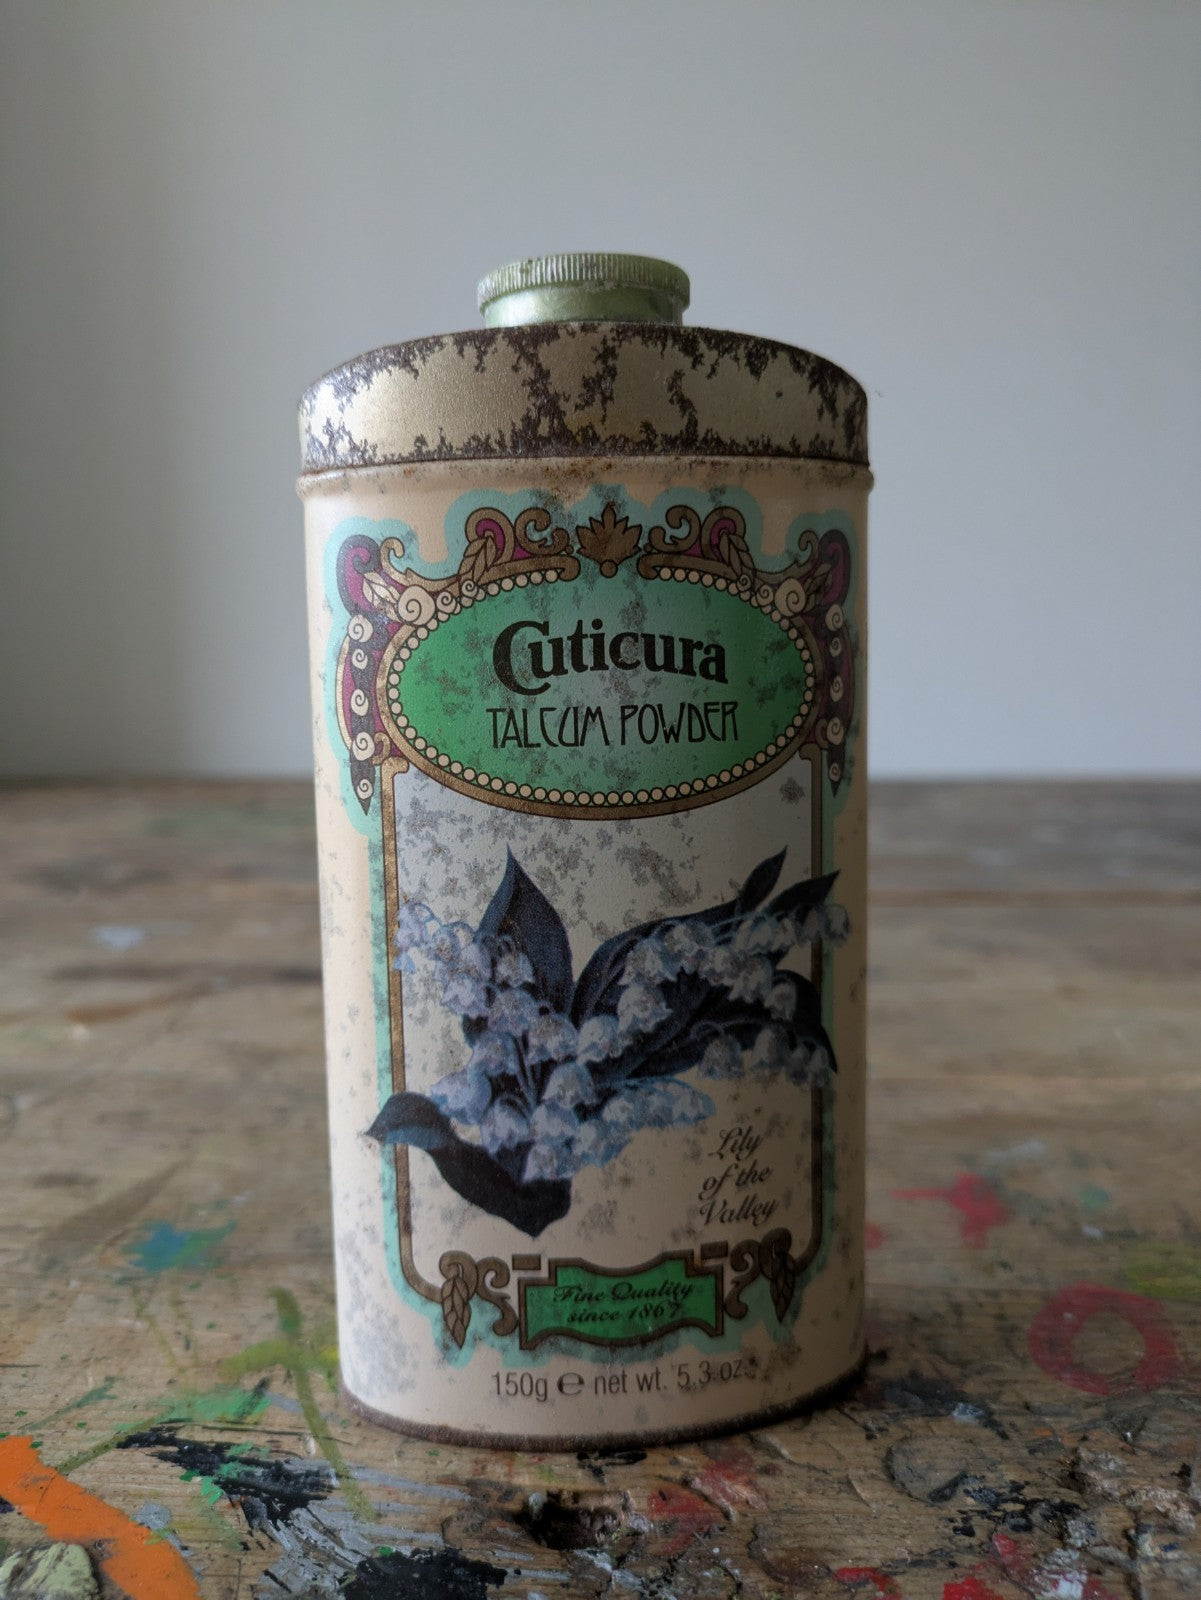 Cuticura
TALCUM POWDER
Lily
of the
Valley
Fine Quality
since 1867
150g ℮ net wt. 5.3 oz.